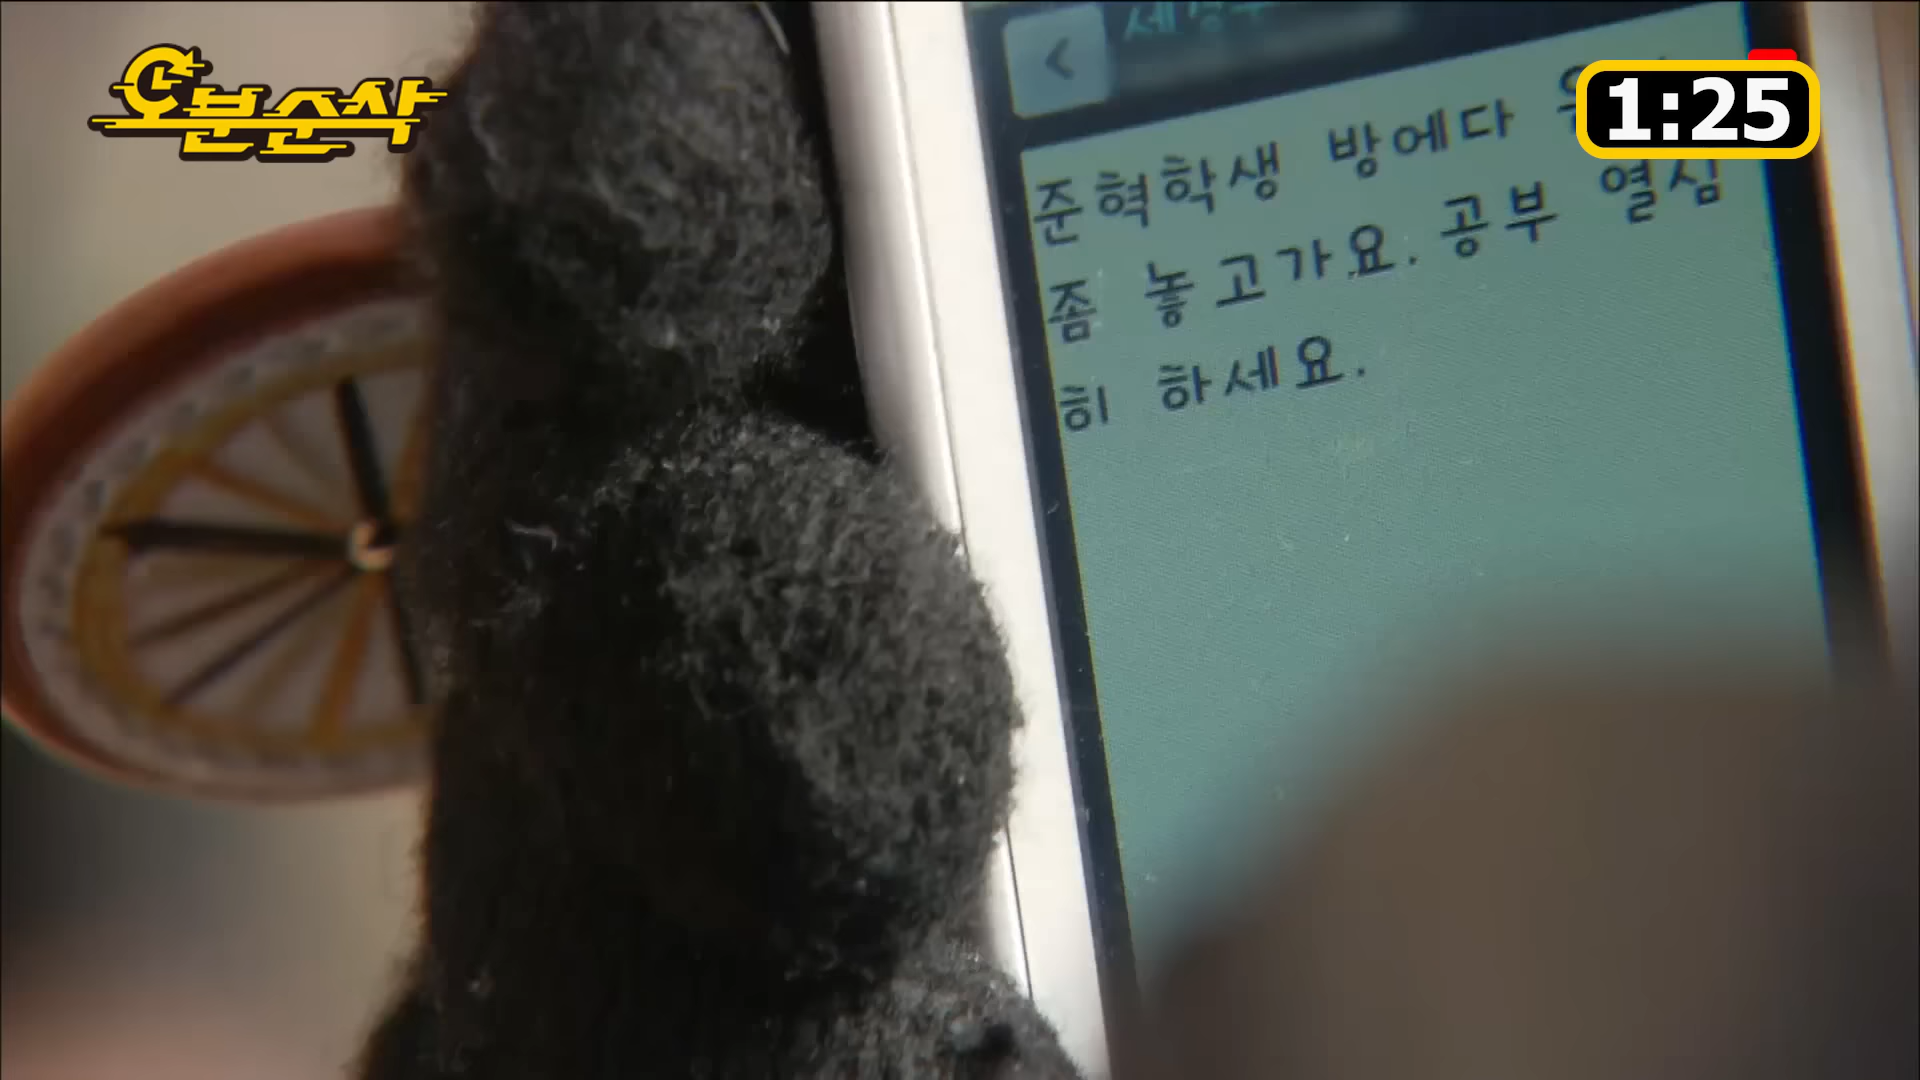 오분순삭
1:25
준혁학생 방에다
좀 놓고가요. 공부 열심
히 하세요.